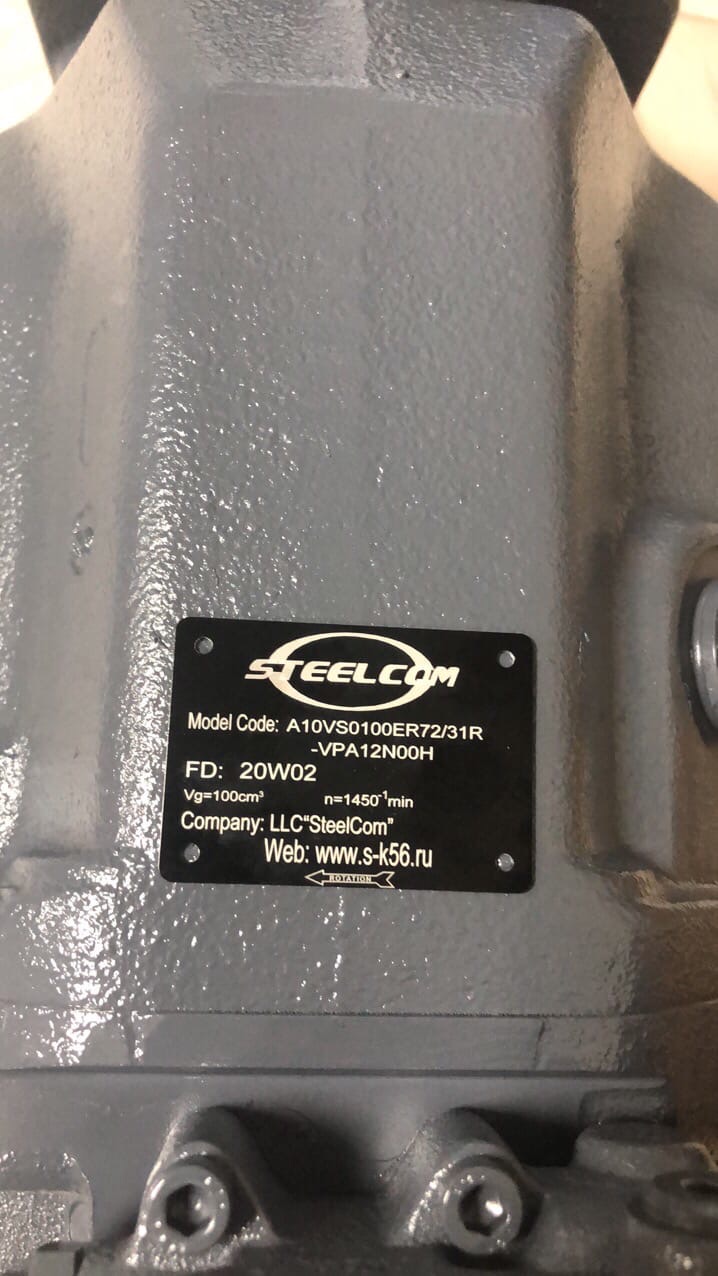 STEELCOM
Model Code: A10VS0100ER72/31R
-VPA12N00H
FD: 20W02
Vg=100cm³ n=1450⁻¹min
Company: LLC"SteelCom"
Web: www.s-k56.ru
ROTATION